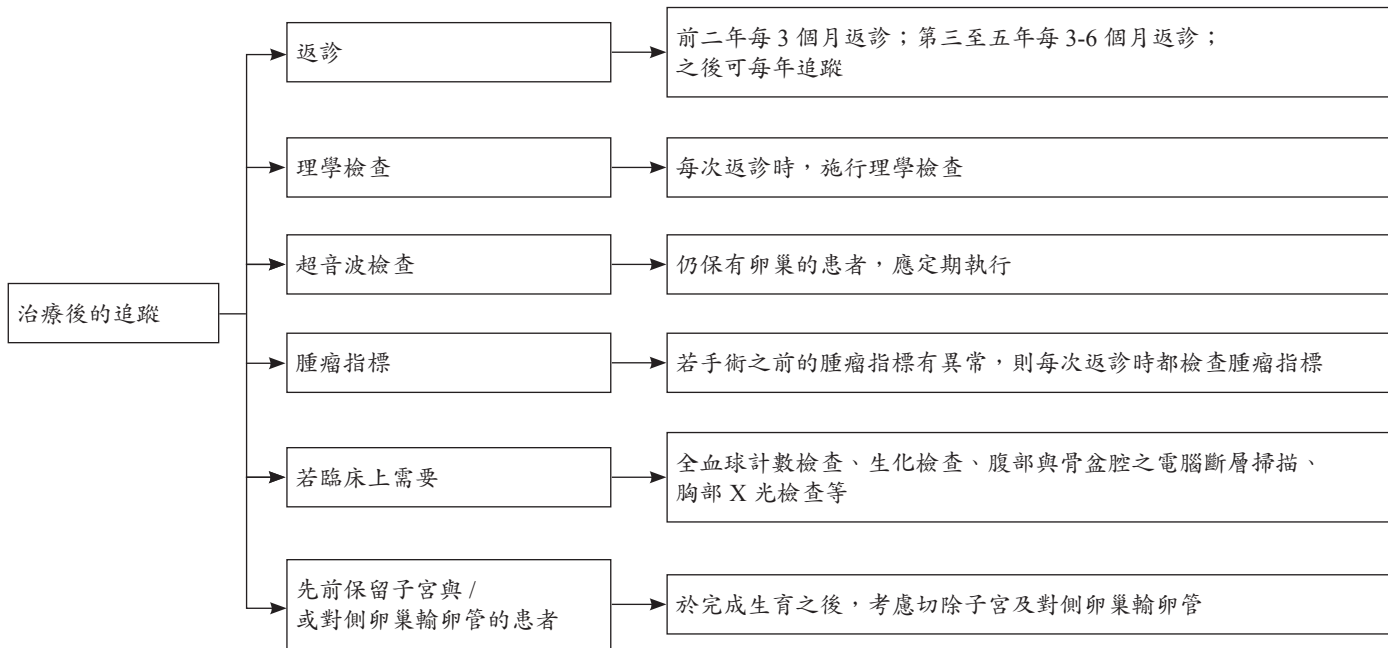 治療後的追蹤
返診
前二年每 3 個月返診；第三至五年每 3-6 個月返診；
之後可每年追蹤
理學檢查
每次返診時，施行理學檢查
超音波檢查
仍保有卵巢的患者，應定期執行
腫瘤指標
若手術之前的腫瘤指標有異常，則每次返診時都檢查腫瘤指標
若臨床上需要
全血球計數檢查、生化檢查、腹部與骨盆腔之電腦斷層掃描、
胸部 X 光檢查等
先前保留子宮與 /
或對側卵巢輸卵管的患者
於完成生育之後，考慮切除子宮及對側卵巢輸卵管